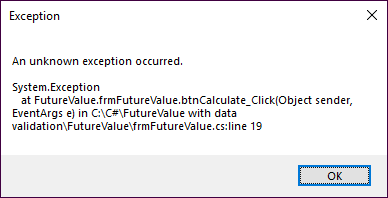 Exception
An unknown exception occurred.
System.Exception
at FutureValue.frmFutureValue.btnCalculate_Click(Object sender,
EventArgs e) in C:\C#\FutureValue with data
validation\FutureValue\frmFutureValue.cs:line 19
OK